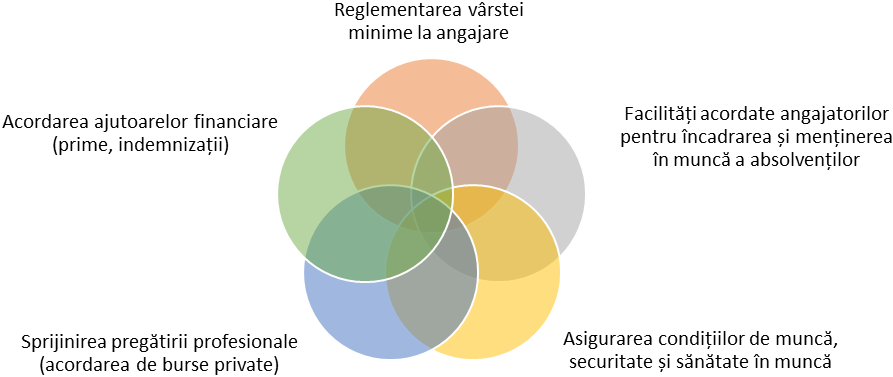 Reglementarea vârstei
minime la angajare
Acordarea ajutoarelor financiare
(prime, indemnizații)
Facilități acordate angajatorilor
pentru încadrarea și menținerea
în muncă a absolvenților
Sprijinirea pregătirii profesionale
(acordarea de burse private)
Asigurarea condițiilor de muncă,
securitate și sănătate în muncă